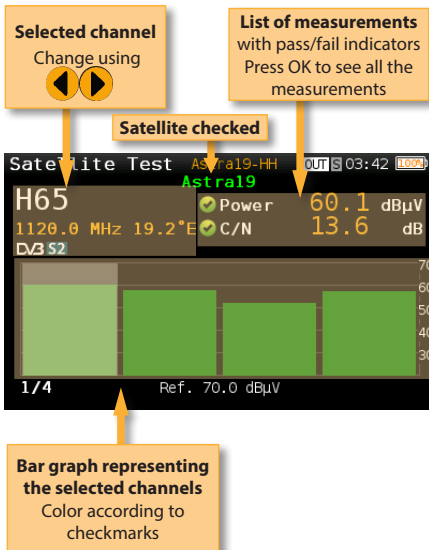 Selected channel
Change using
List of measurements
with pass/fail indicators
Press OK to see all the
measurements
Satellite checked
Satellite Test Astra19-HH OUT S 03:42 100%
Astra19
H65
1120.0 MHz 19.2°E
DVB S2
Power 60.1 dBµV
C/N 13.6 dB
70
60
50
40
30
1/4 Ref. 70.0 dBµV
Bar graph representing
the selected channels
Color according to
checkmarks